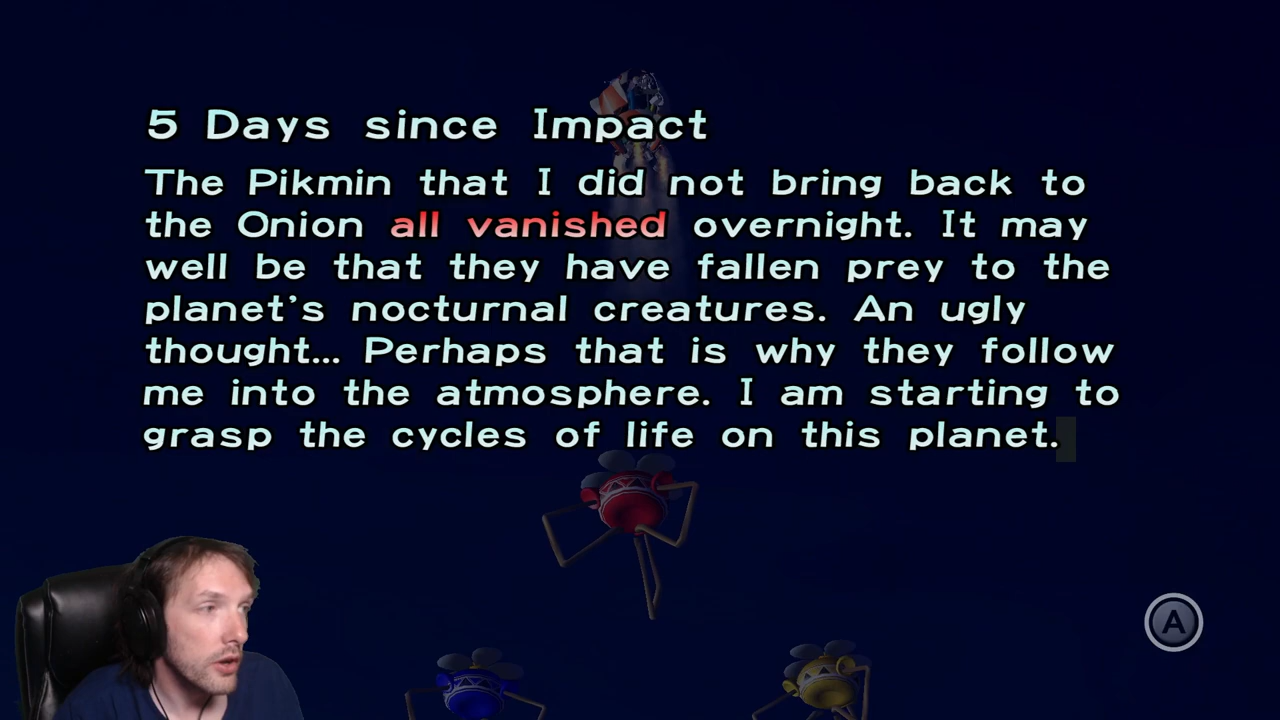 5 Days since Impact
The Pikmin that I did not bring back to
the Onion all vanished overnight. It may
well be that they have fallen prey to the
planet's nocturnal creatures. An ugly
thought... Perhaps that is why they follow
me into the atmosphere. I am starting to
grasp the cycles of life on this planet.
A